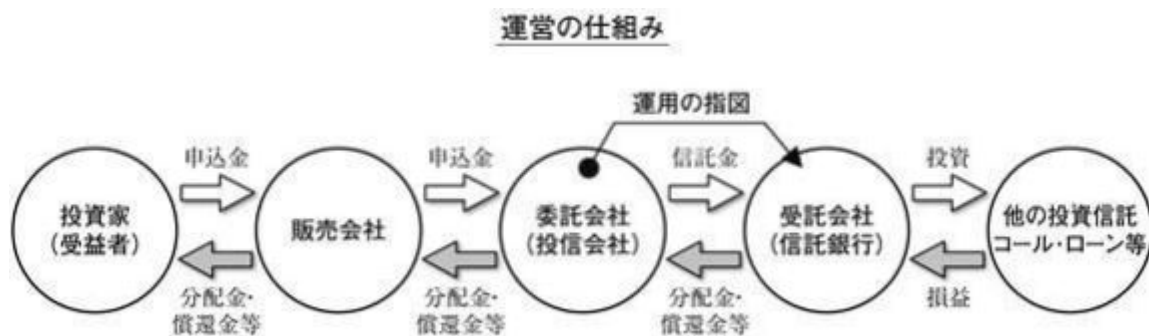 運営の仕組み
運用の指図
申込金
申込金
信託金
投資
投資家
(受益者)
販売会社
委託会社
(投信会社)
受託会社
(信託銀行)
他の投資信託
コール・ローン等
分配金・
償還金等
分配金・
償還金等
分配金・
償還金等
損益